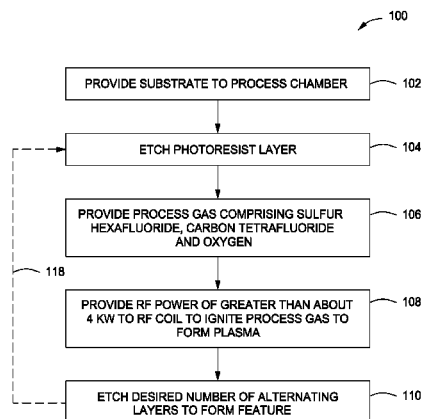 100
PROVIDE SUBSTRATE TO PROCESS CHAMBER
102
ETCH PHOTORESIST LAYER
104
PROVIDE PROCESS GAS COMPRISING SULFUR
HEXAFLUORIDE, CARBON TETRAFLUORIDE
AND OXYGEN
106
118
PROVIDE RF POWER OF GREATER THAN ABOUT
4 KW TO RF COIL TO IGNITE PROCESS GAS TO
FORM PLASMA
108
ETCH DESIRED NUMBER OF ALTERNATING
LAYERS TO FORM FEATURE
110